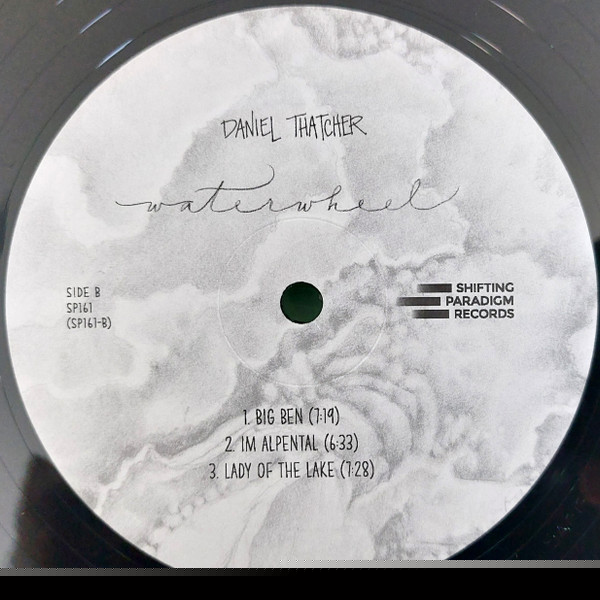 DANIEL THATCHER
waterwheel
SIDE B
SP161
(SP161-B)
SHIFTING
PARADIGM
RECORDS
1. BIG BEN (7:19)
2. IM ALPENTAL (6:33)
3. LADY OF THE LAKE (7:28)